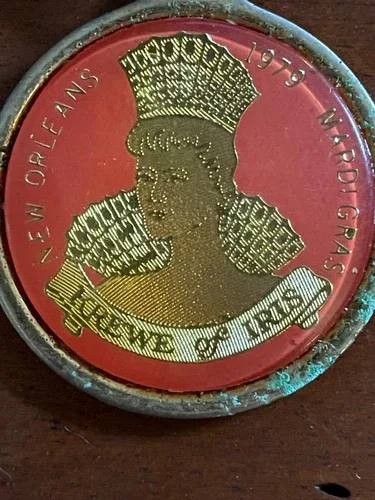 NEW ORLEANS
1979 MARDI GRAS
KREWE of IRIS